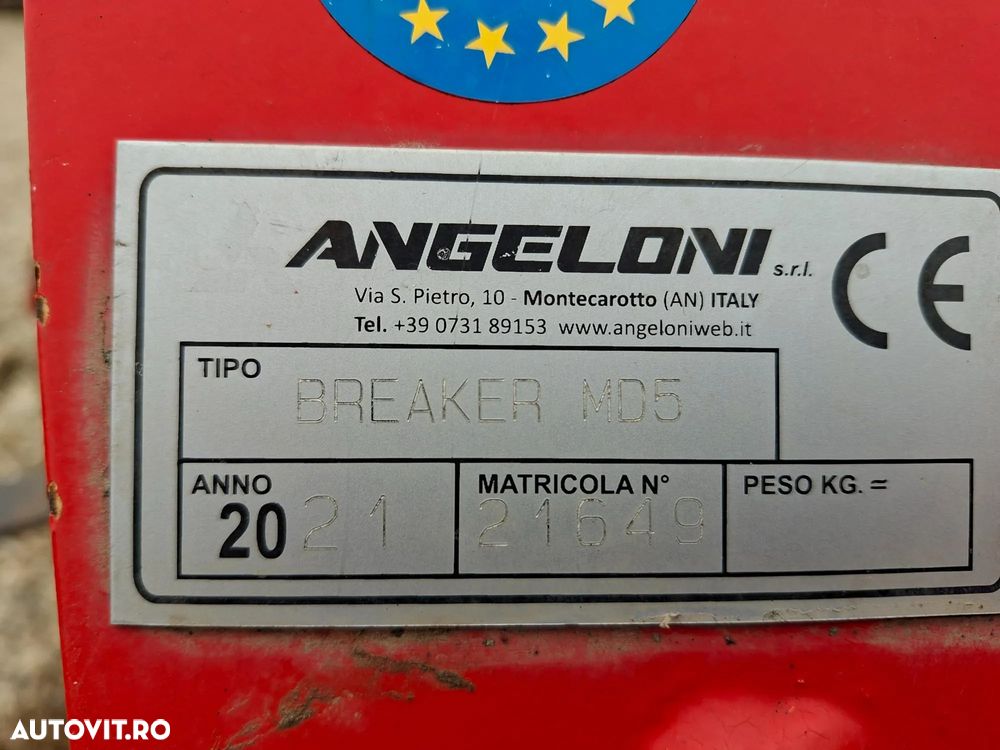 ANGELONI s.r.l.
Via S. Pietro, 10 - Montecarotto (AN) ITALY
Tel. +39 0731 89153 www.angeloniweb.it
CE
TIPO
BREAKER MD5
ANNO
2021
MATRICOLA N°
21649
PESO KG. =
AUTOVIT.RO